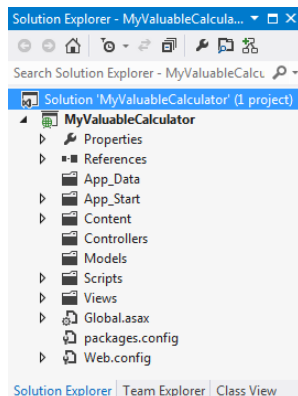 Solution Explorer - MyValuableCalcula...
Search Solution Explorer - MyValuableCalcu
Solution 'MyValuableCalculator' (1 project)
MyValuableCalculator
Properties
References
App_Data
App_Start
Content
Controllers
Models
Scripts
Views
Global.asax
packages.config
Web.config
Solution Explorer Team Explorer Class View